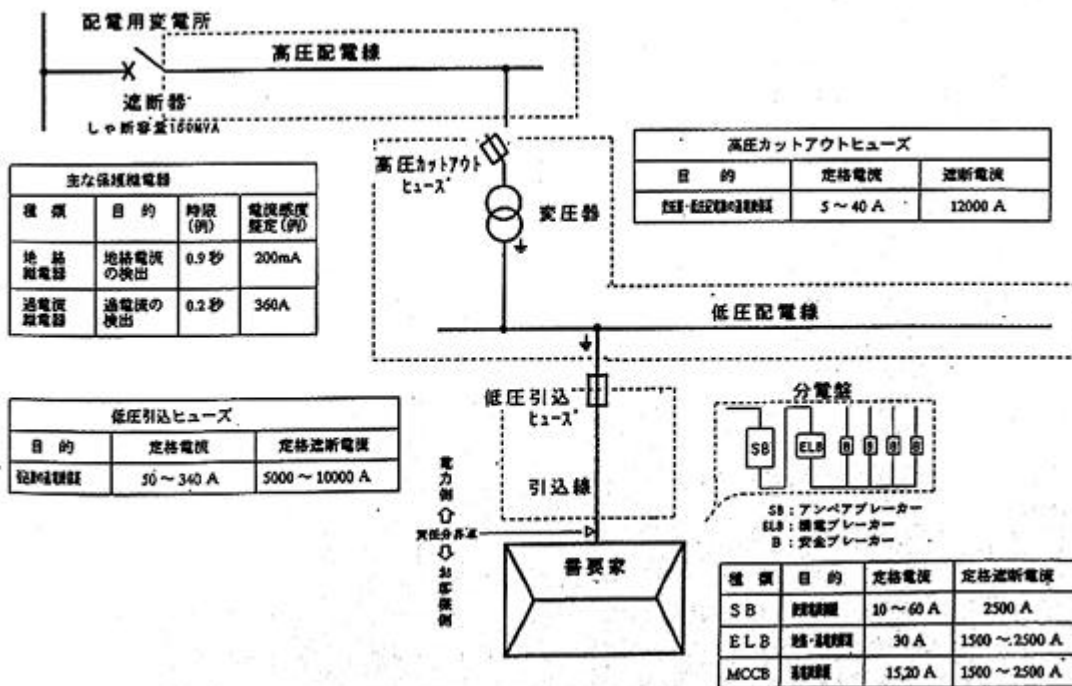 配電用変電所
高圧配電線
遮断器
しゃ断容量150MVA
高圧カットアウト
ヒューズ
変圧器
高圧カットアウトヒューズ
目 的 定格電流 遮断電流
5～40 A 12000 A
主な保護継電器
種 類 目 的 時限(例) 電流感度整定(例)
地 絡継電器 地絡電流の検出 0.9秒 200mA
過電流継電器 過電流の検出 0.2秒 360A
低圧配電線
低圧引込
ヒューズ
引込線
低圧引込ヒューズ
目 的 定格電流 定格遮断電流
50～340 A 5000～10000 A
電力側
責任分界点
お客様側
需要家
分電盤
SB ELB B B B B
SB：アンペアブレーカー
ELB：漏電ブレーカー
B：安全ブレーカー
種 類 目 的 定格電流 定格遮断電流
SB 10～60 A 2500 A
ELB 30 A 1500～2500 A
MCCB 15,20 A 1500～2500 A